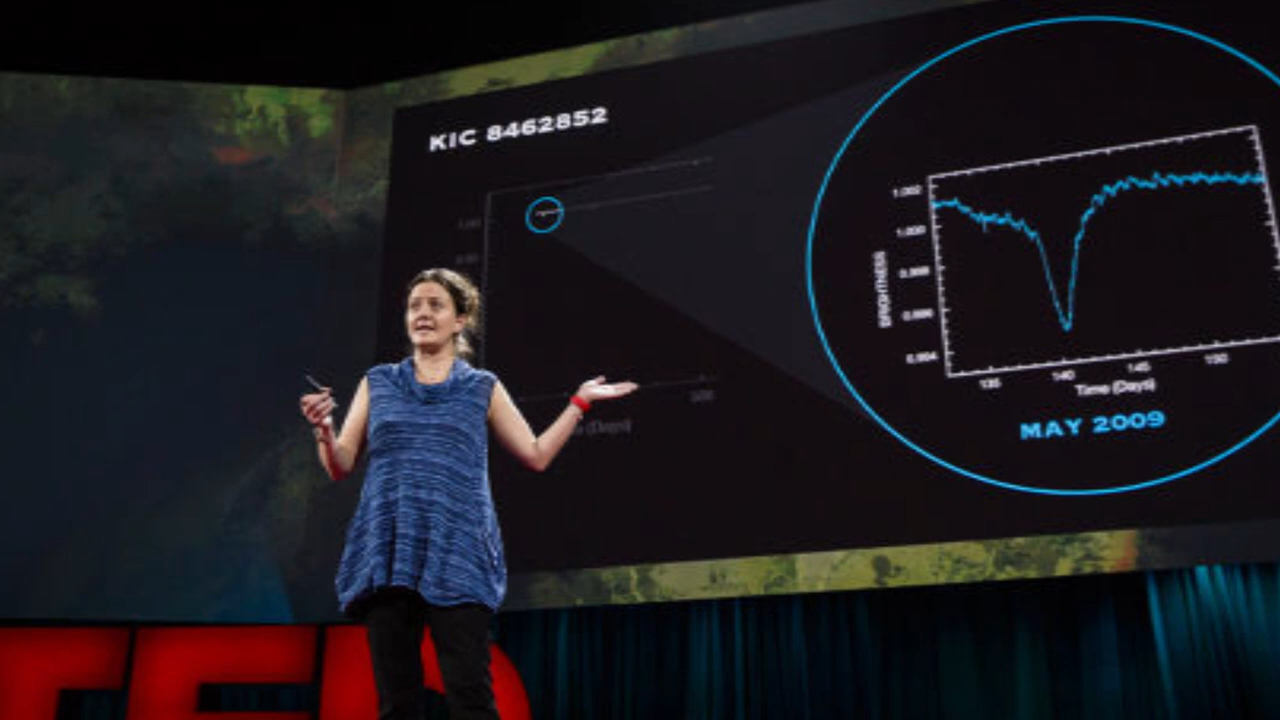 KIC 8462852
1.002
1.000
0.998
0.996
0.994
BRIGHTNESS
135
140
145
150
Time (Days)
MAY 2009
(Days)
TED